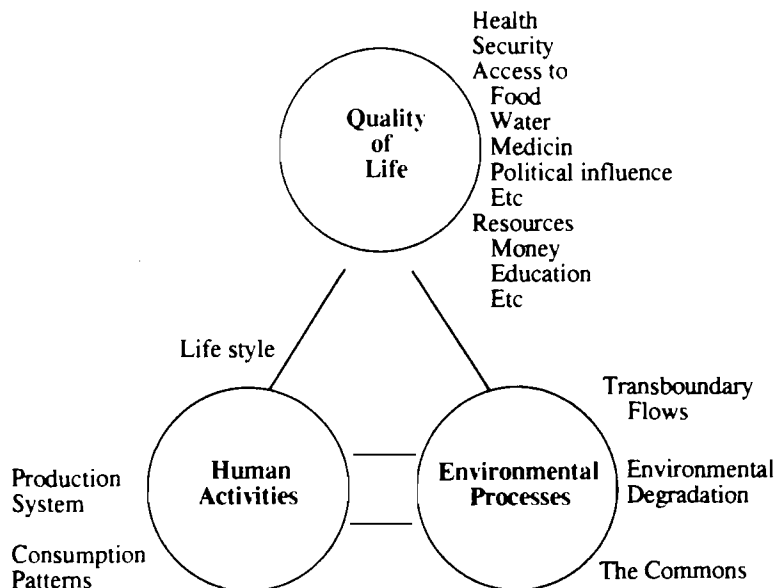 Health
Security
Access to
Food
Water
Medicin
Political influence
Etc
Resources
Money
Education
Etc
Quality
of
Life
Life style
Transboundary
Flows
Human
Activities
Environmental
Processes
Production
System
Consumption
Patterns
Environmental
Degradation
The Commons